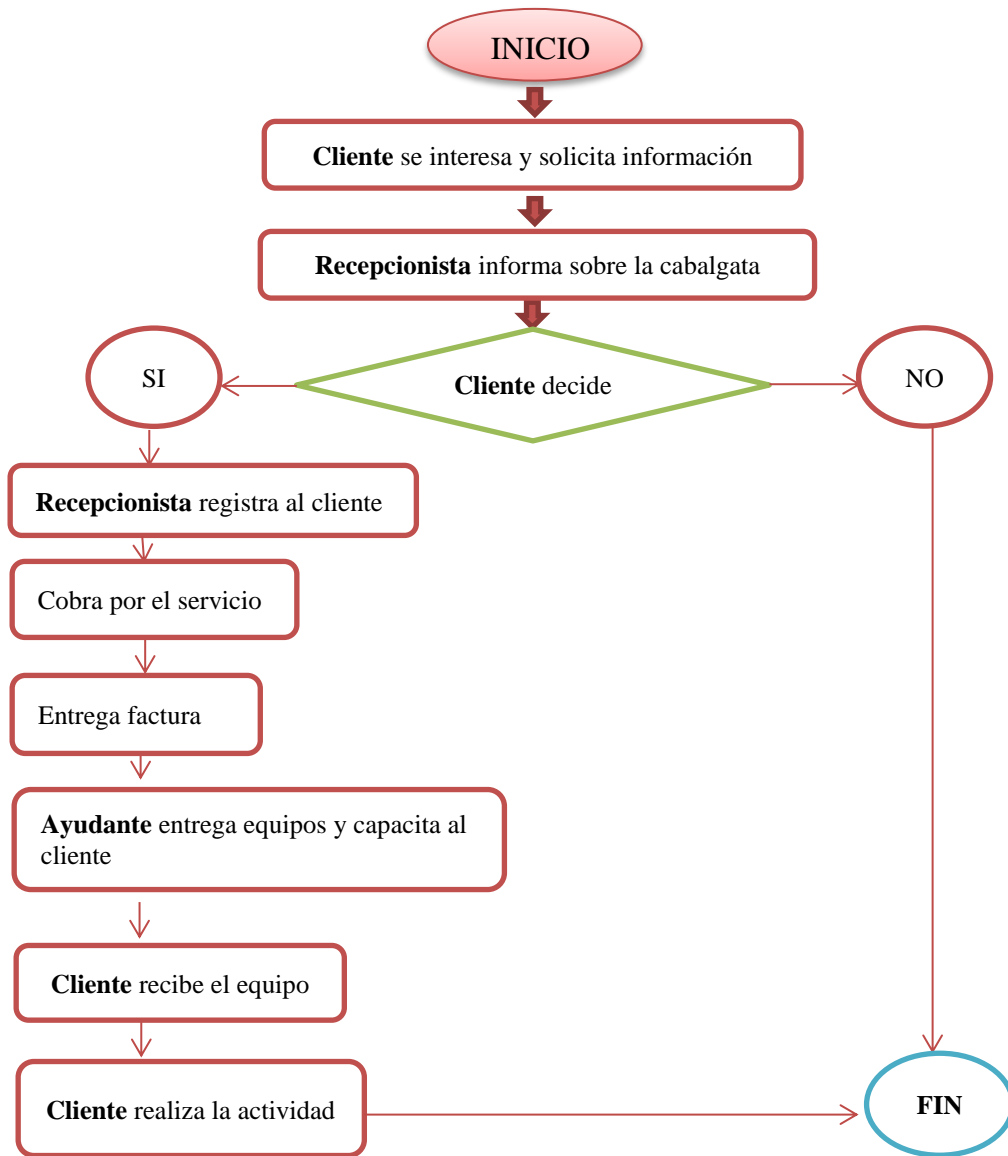 INICIO
Cliente se interesa y solicita información
Recepcionista informa sobre la cabalgata
SI
Cliente decide
NO
Recepcionista registra al cliente
Cobra por el servicio
Entrega factura
Ayudante entrega equipos y capacita al
cliente
Cliente recibe el equipo
Cliente realiza la actividad
FIN